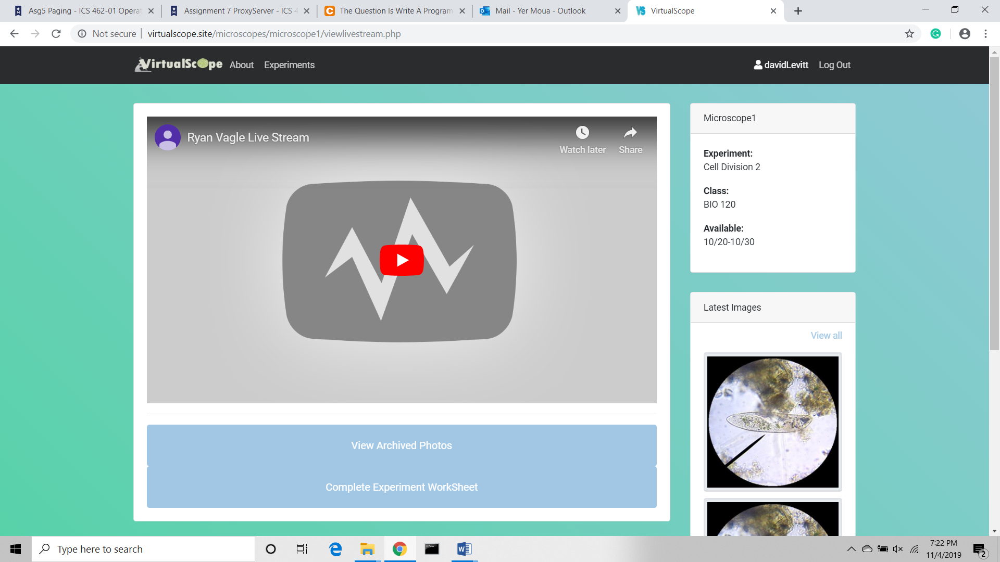 Asg5 Paging - ICS 462-01 Operat
Assignment 7 ProxyServer - ICS 4
The Question Is Write A Program
Mail - Yer Moua - Outlook
VirtualScope
Not secure virtualscope.site/microscopes/microscope1/viewlivestream.php
VirtualScope About Experiments davidLevitt Log Out
Ryan Vagle Live Stream
Watch later Share
View Archived Photos
Complete Experiment WorkSheet
Microscope1
Experiment:
Cell Division 2
Class:
BIO 120
Available:
10/20-10/30
Latest Images
View all
Type here to search
7:22 PM
11/4/2019
2